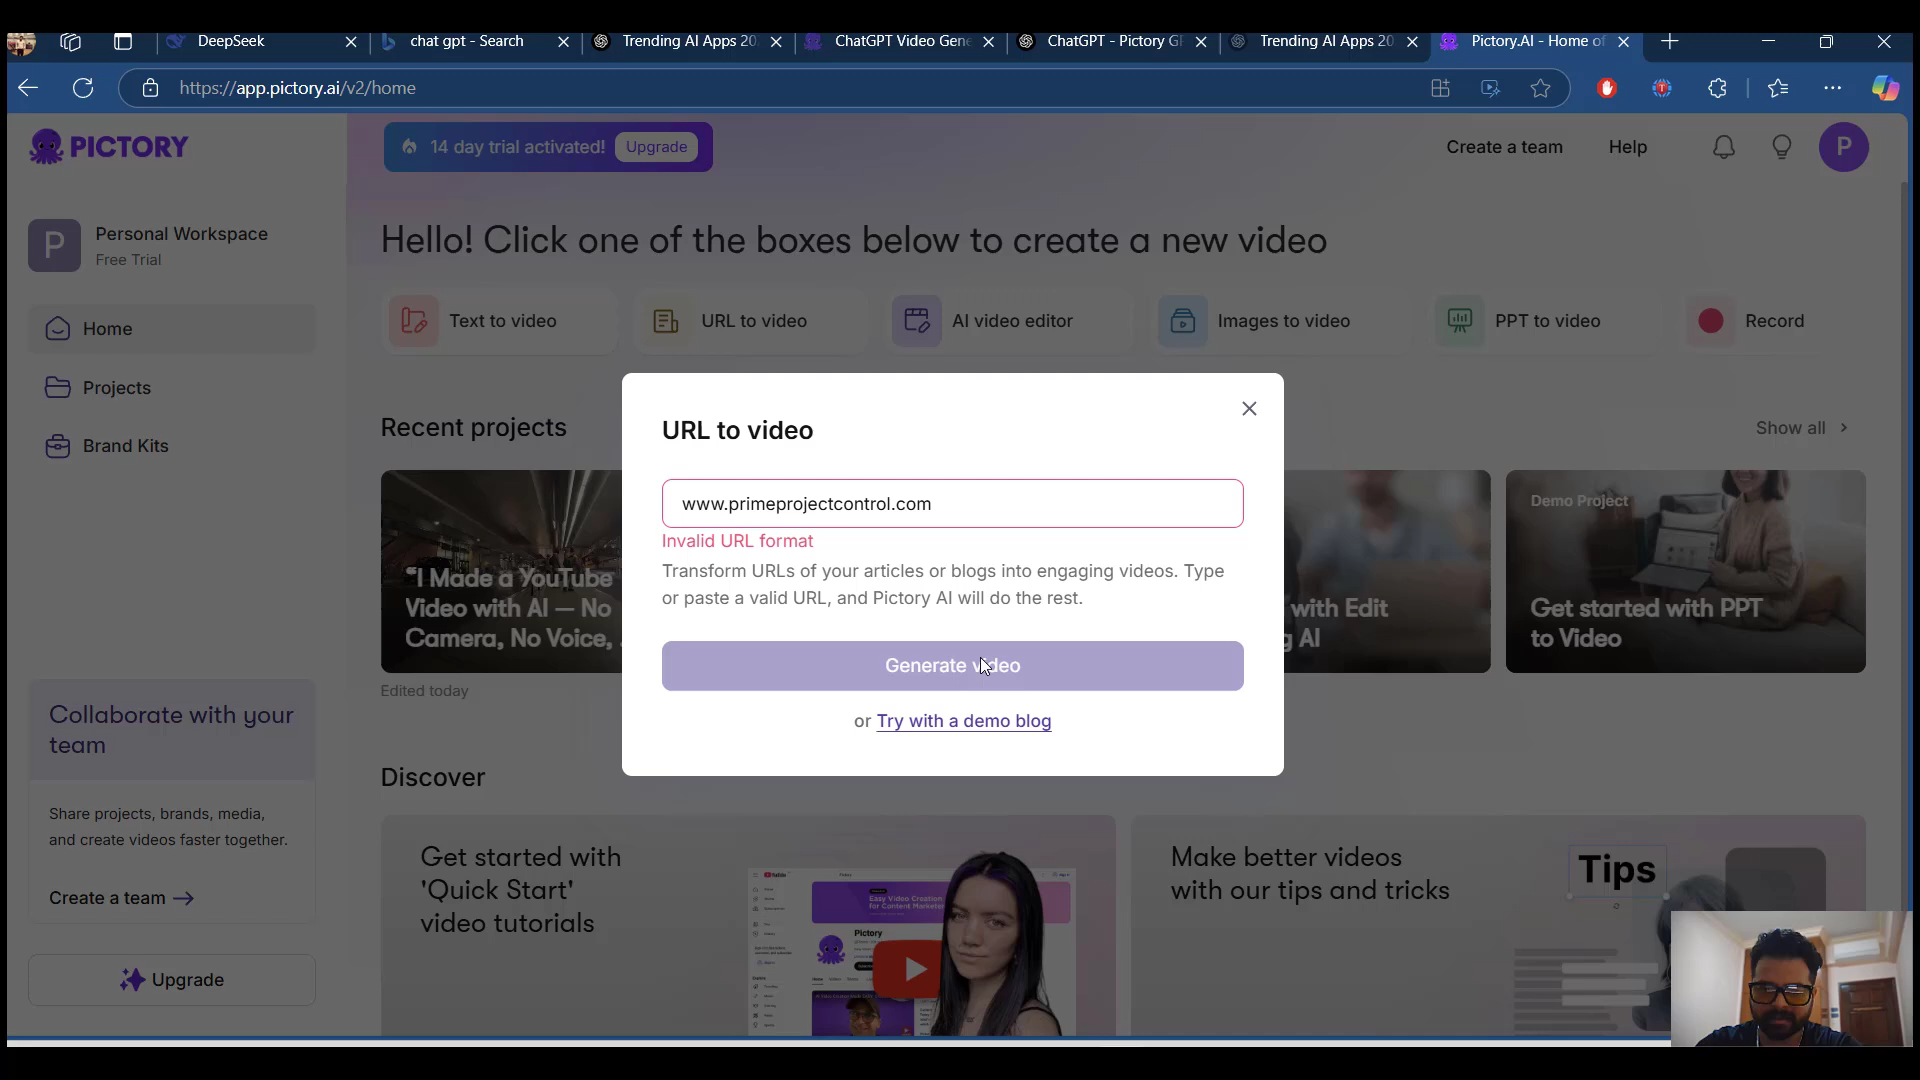 DeepSeek
chat gpt - Search
Trending AI Apps 20
ChatGPT Video Gene
ChatGPT - Pictory GP
Trending AI Apps 20
Pictory.AI - Home of
https://app.pictory.ai/v2/home
PICTORY
14 day trial activated!
Upgrade
Create a team
Help
P
P
Personal Workspace
Free Trial
Home
Projects
Brand Kits
Hello! Click one of the boxes below to create a new video
Text to video
URL to video
AI video editor
Images to video
PPT to video
Record
Recent projects
Show all
"I Made a YouTube
Video with AI — No
Camera, No Voice,
Edited today
URL to video
www.primeprojectcontrol.com
Invalid URL format
Transform URLs of your articles or blogs into engaging videos. Type
or paste a valid URL, and Pictory AI will do the rest.
Generate video
or Try with a demo blog
with Edit
g AI
Demo Project
Get started with PPT
to Video
Collaborate with your
team
Share projects, brands, media,
and create videos faster together.
Create a team
Upgrade
Discover
Get started with
'Quick Start'
video tutorials
YouTube
Easy Video Creation
for Content Marketer
Pictory
Make better videos
with our tips and tricks
Tips